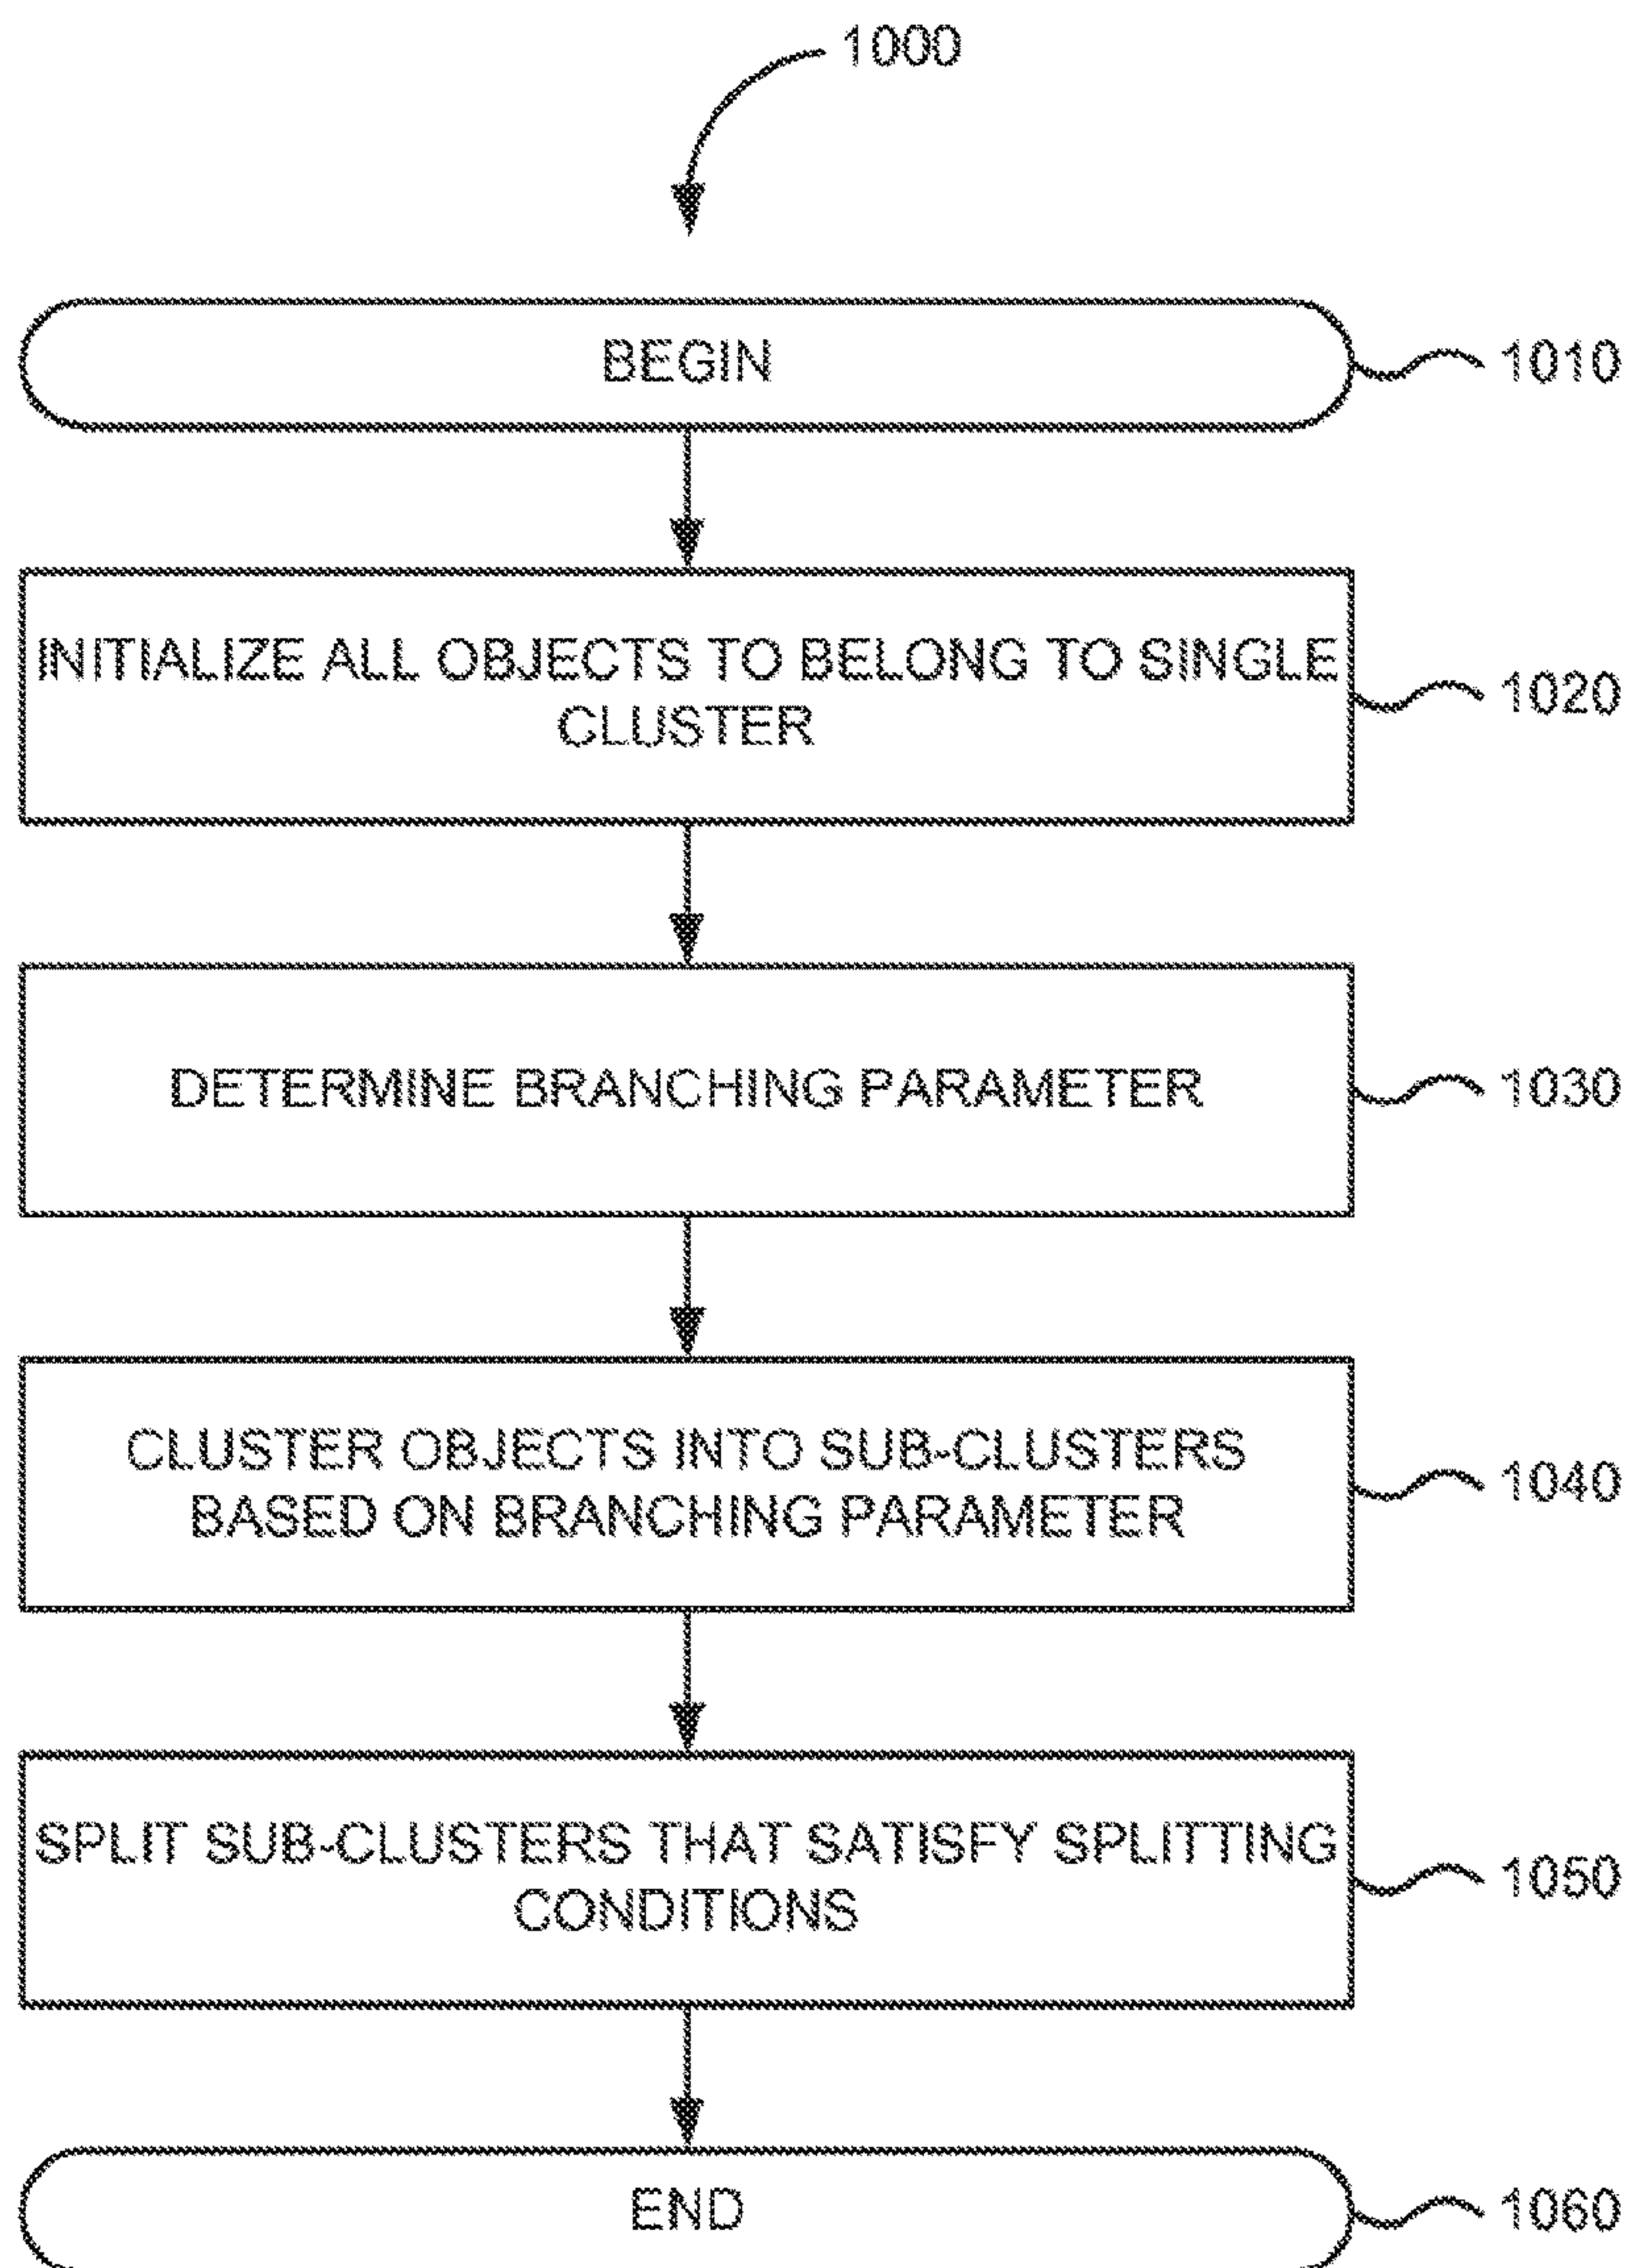 1000
BEGIN
1010
INITIALIZE ALL OBJECTS TO BELONG TO SINGLE
CLUSTER
1020
DETERMINE BRANCHING PARAMETER
1030
CLUSTER OBJECTS INTO SUB-CLUSTERS
BASED ON BRANCHING PARAMETER
1040
SPLIT SUB-CLUSTERS THAT SATISFY SPLITTING
CONDITIONS
1050
END
1060